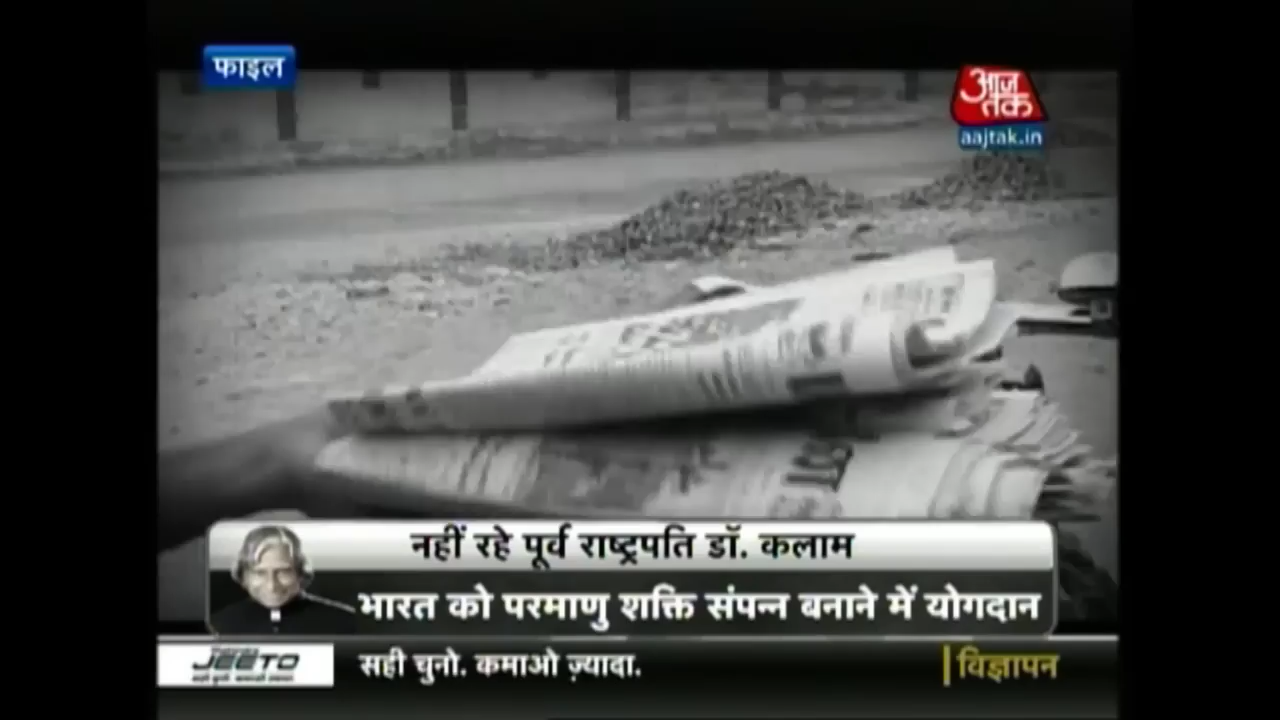 फाइल
आज तक
aajtak.in
नहीं रहे पूर्व राष्ट्रपति डॉ. कलाम
भारत को परमाणु शक्ति संपन्न बनाने में योगदान
JEETO
सही चुनो. कमाओ ज़्यादा.
विज्ञापन